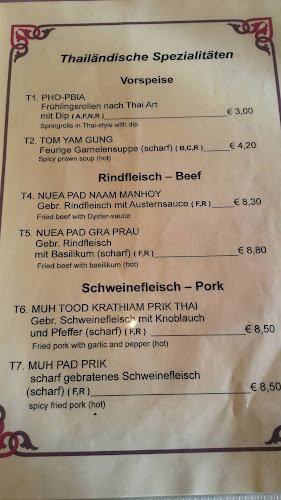 Thailändische Spezialitäten
Vorspeise
T1. PHO-PBIA
Frühlingsrollen nach Thai Art
mit Dip ( A,F,N,R ) € 3,00
Springrolls in Thai-style with dip
T2. TOM YAM GUNG
Feurige Garnelensuppe (scharf) ( B,C,R ) € 4,20
Spicy prawn soup (hot)
Rindfleisch – Beef
T4. NUEA PAD NAAM MANHOY
Gebr. Rindfleisch mit Austernsauce ( F,R ) € 8,30
Fried beef with Dyster-sauce
T5. NUEA PAD GRA PRAU
Gebr. Rindfleisch
mit Basilikum (scharf) ( F,R ) € 8,80
Fried beef with basilikum (hot)
Schweinefleisch – Pork
T6. MUH TOOD KRATHIAM PRIK THAI
Gebr. Schweinefleisch mit Knoblauch
und Pfeffer (scharf) ( F,R ) € 8,50
Fried pork with garlic and pepper (hot)
T7. MUH PAD PRIK
scharf gebratenes Schweinefleisch
(scharf) ( F,R ) € 8,50
spicy fried pork (hot)